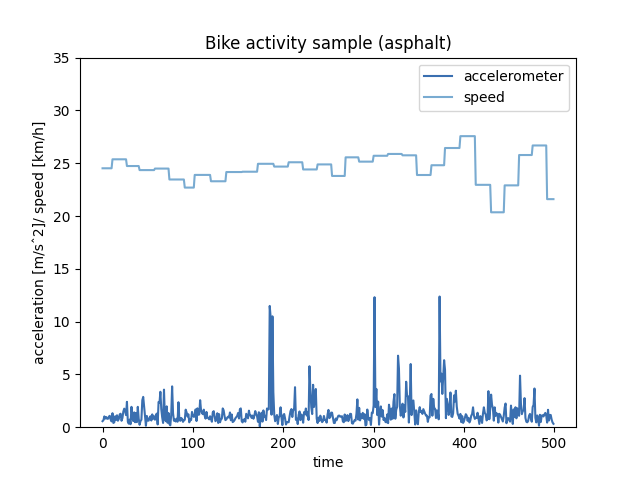 Bike activity sample (asphalt)
accelerometer
speed
35
30
25
20
15
10
5
0
acceleration [m/sˆ2]/ speed [km/h]
0 100 200 300 400 500
time